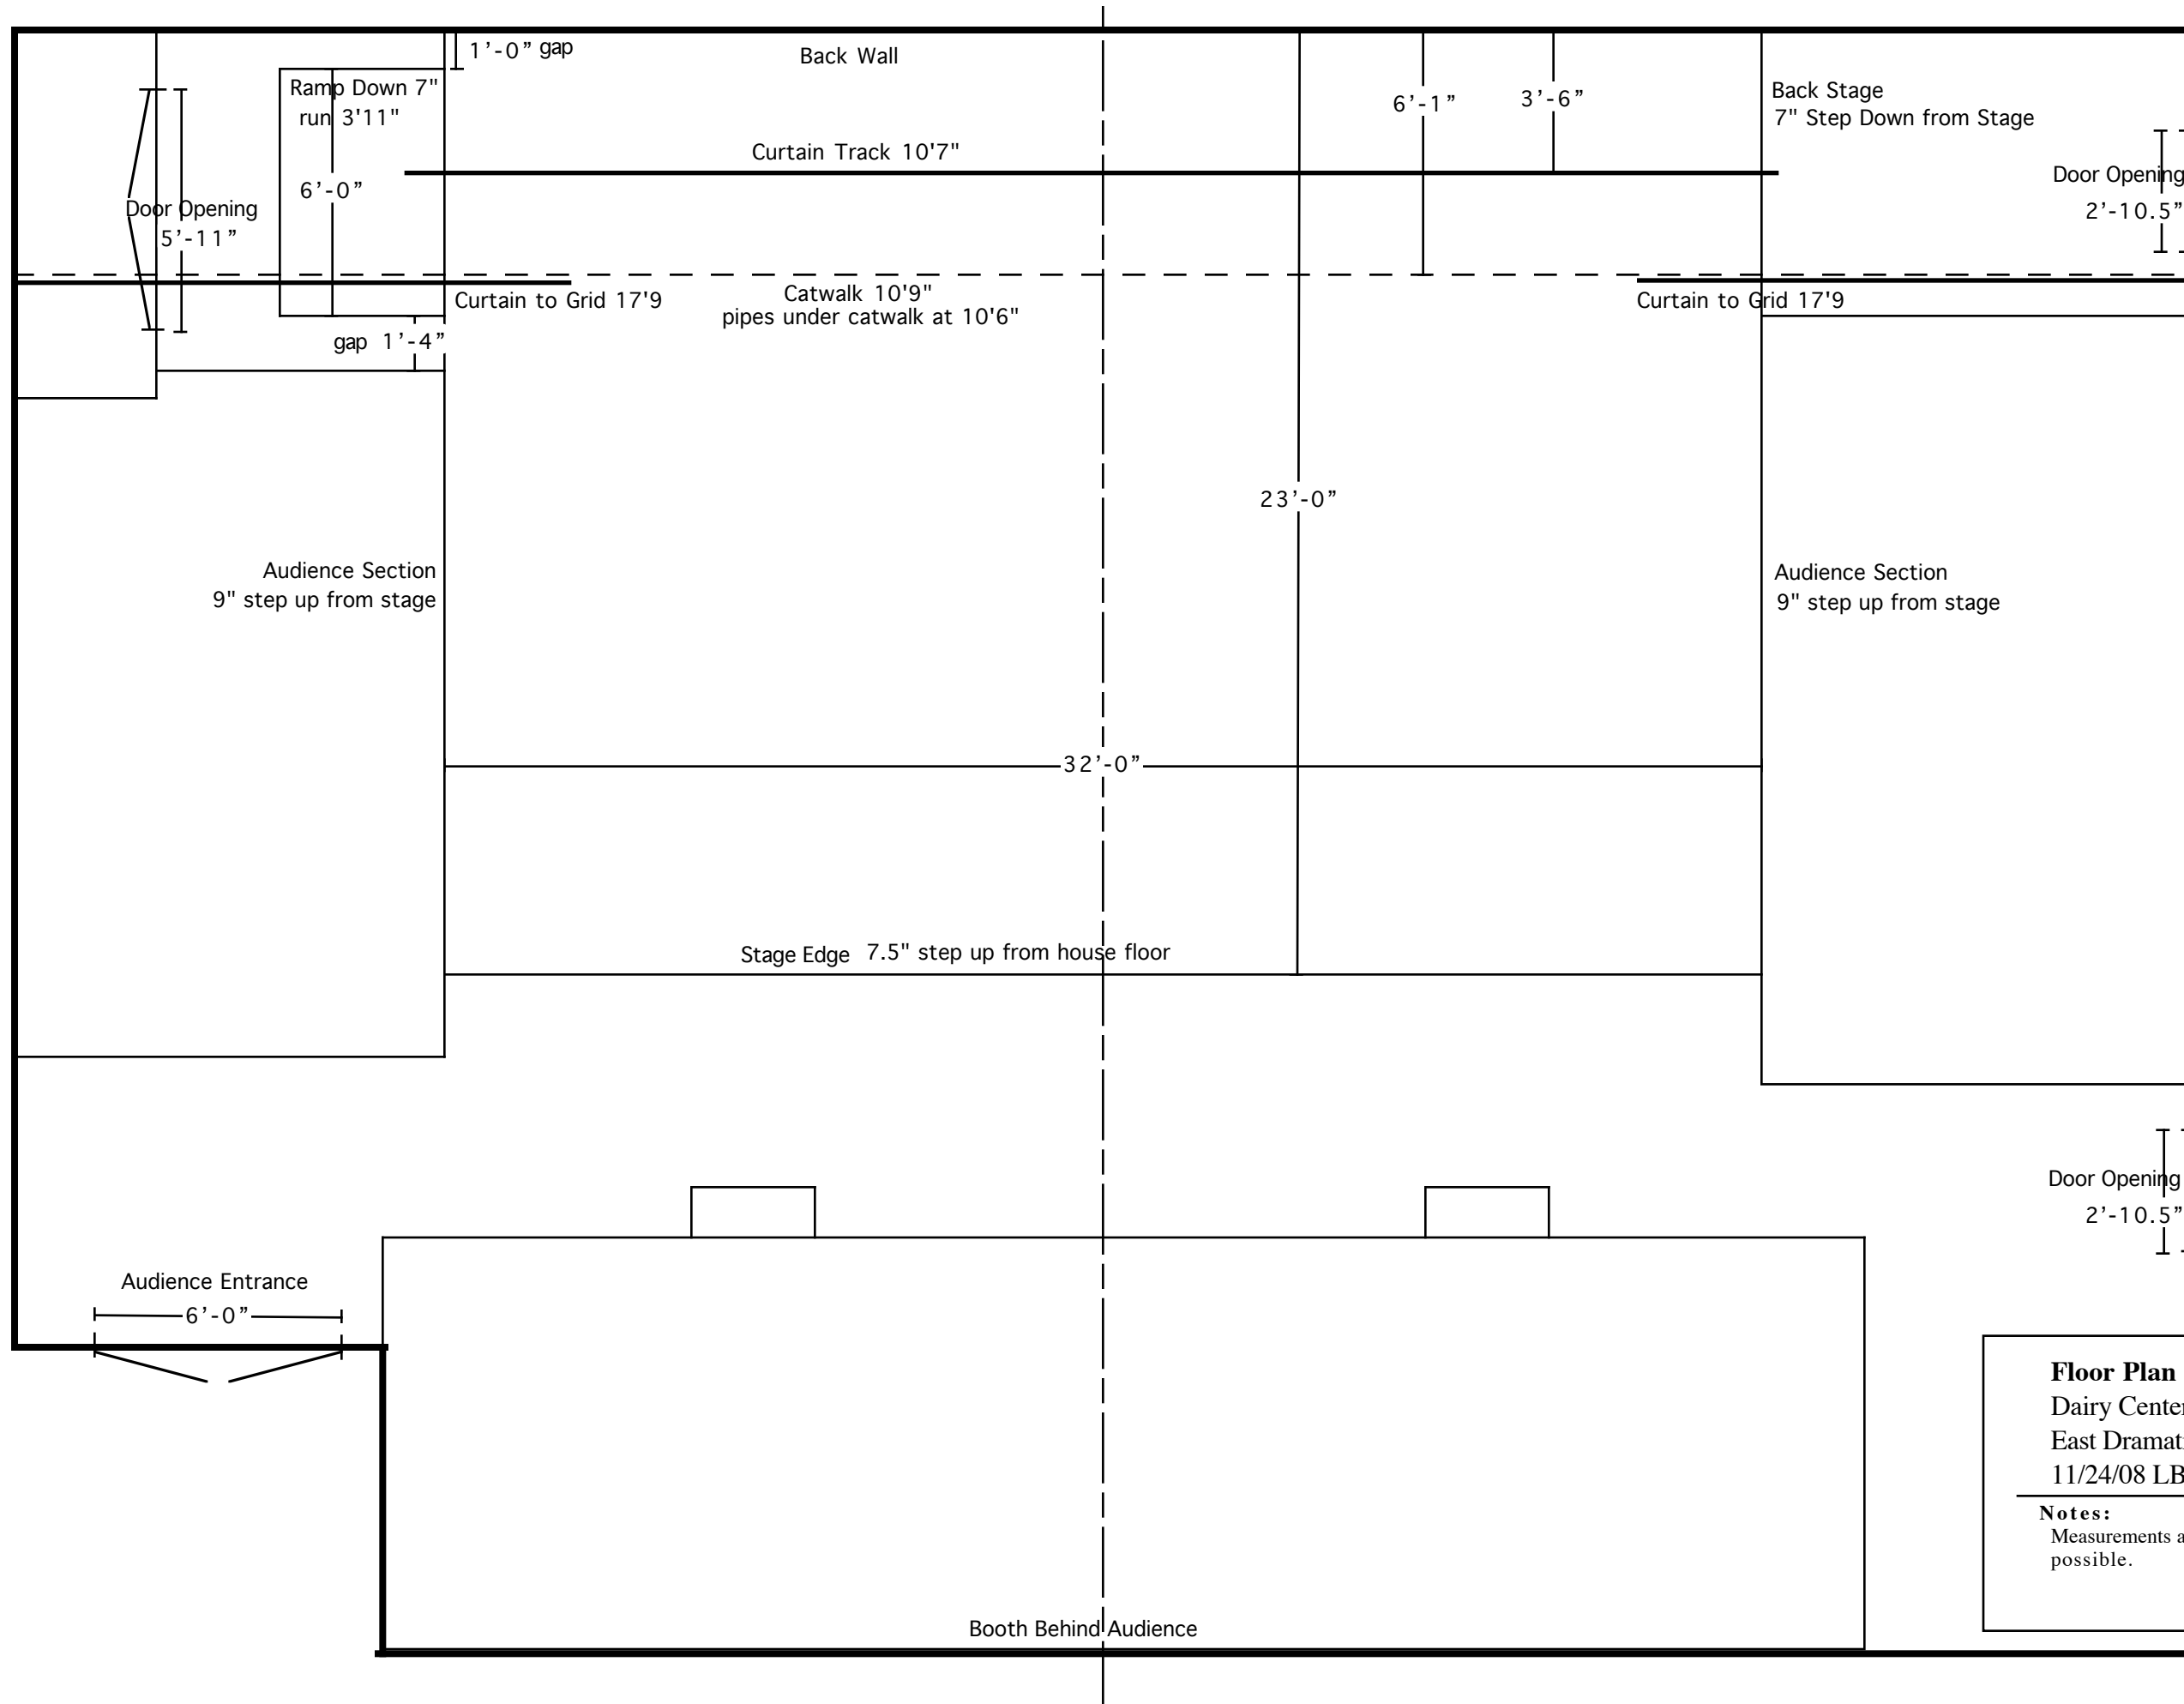 1’-0” gap
Back Wall
Ramp Down 7"
run 3'11"
6’-1”
3’-6”
Back Stage
7" Step Down from Stage
Curtain Track 10'7"
Door Opening
2’-10.5”
6’-0”
Door Opening
5’-11”
Curtain to Grid 17'9
Catwalk 10'9"
pipes under catwalk at 10'6"
Curtain to Grid 17'9
gap 1’-4”
23’-0”
Audience Section
9" step up from stage
Audience Section
9" step up from stage
32’-0”
Stage Edge 7.5" step up from house floor
Door Opening
2’-10.5”
Audience Entrance
6’-0”
Floor Plan
Dairy
East
11/24/08
Notes:
Measurements
possible.
Booth Behind Audience